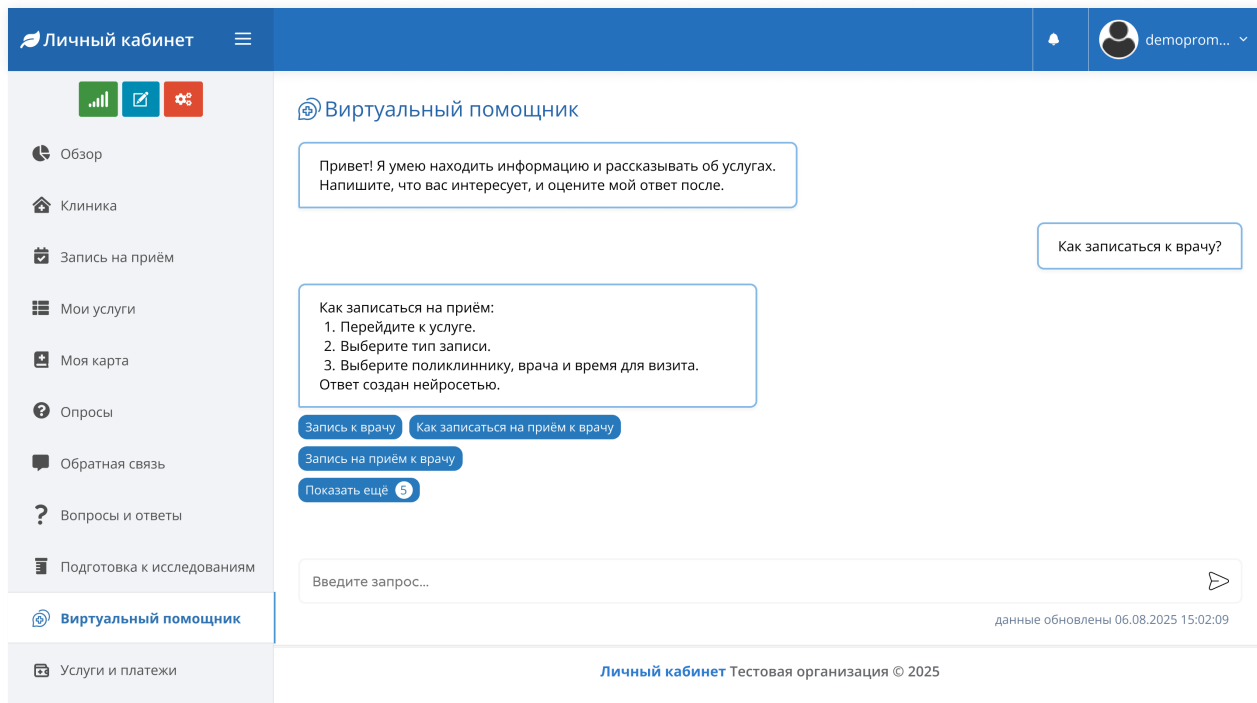 Личный кабинет
demoprom...
Обзор
Клиника
Запись на приём
Мои услуги
Моя карта
Опросы
Обратная связь
Вопросы и ответы
Подготовка к исследованиям
Виртуальный помощник
Услуги и платежи
Виртуальный помощник
Привет! Я умею находить информацию и рассказывать об услугах.
Напишите, что вас интересует, и оцените мой ответ после.
Как записаться к врачу?
Как записаться на приём:
1. Перейдите к услуге.
2. Выберите тип записи.
3. Выберите поликлиннику, врача и время для визита.
Ответ создан нейросетью.
Запись к врачу
Как записаться на приём к врачу
Запись на приём к врачу
Показать ещё 5
Введите запрос...
данные обновлены 06.08.2025 15:02:09
Личный кабинет Тестовая организация © 2025